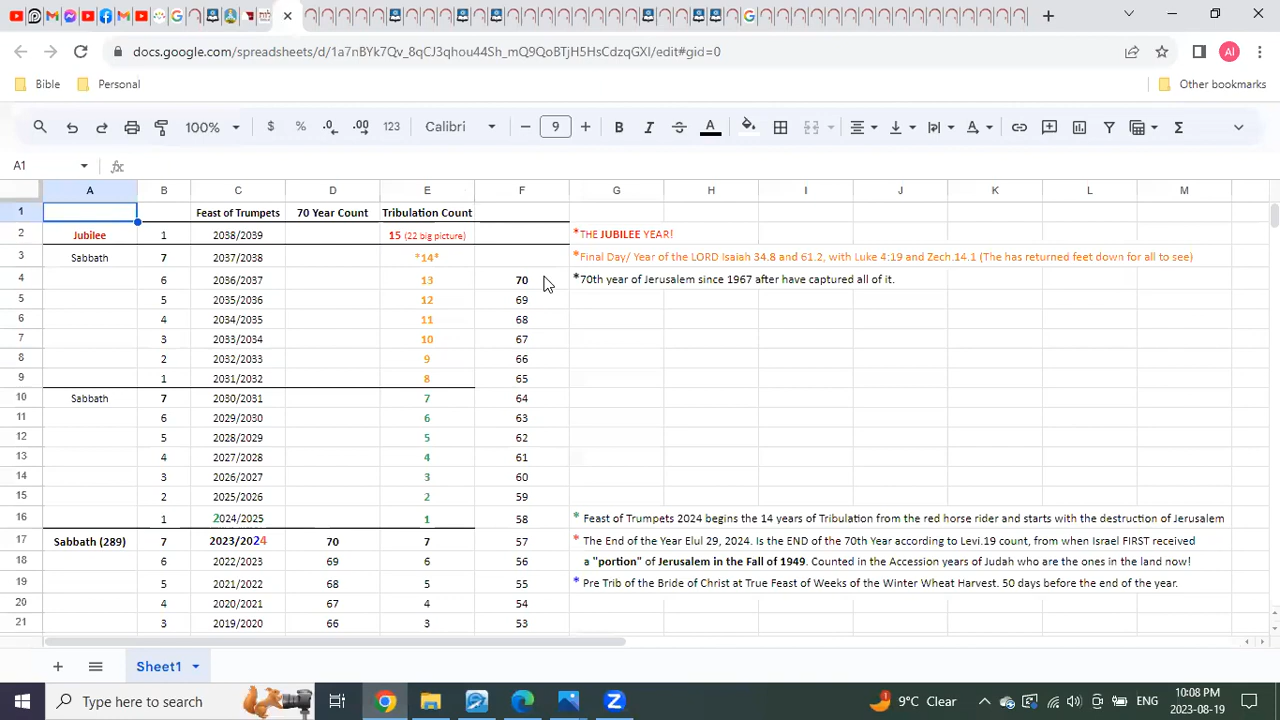 docs.google.com/spreadsheets/d/1a7nBYk7Qv_8qCJ3qhou44Sh_mQ9QoBTjH5HsCdzqGXI/edit#gid=0
AI
Bible Personal Other bookmarks
100% $ % .0 .00 123 Calibri 9 B I A
A1 fx
A B C D E F G H I J K L M
1 Feast of Trumpets 70 Year Count Tribulation Count
2 Jubilee 1 2038/2039 15 (22 big picture) *THE JUBILEE YEAR!
3 Sabbath 7 2037/2038 *14* *Final Day/ Year of the LORD Isaiah 34.8 and 61.2, with Luke 4:19 and Zech.14.1 (The has returned feet down for all to see)
4 6 2036/2037 13 70 *70th year of Jerusalem since 1967 after have captured all of it.
5 5 2035/2036 12 69
6 4 2034/2035 11 68
7 3 2033/2034 10 67
8 2 2032/2033 9 66
9 1 2031/2032 8 65
10 Sabbath 7 2030/2031 7 64
11 6 2029/2030 6 63
12 5 2028/2029 5 62
13 4 2027/2028 4 61
14 3 2026/2027 3 60
15 2 2025/2026 2 59
16 1 2024/2025 1 58 * Feast of Trumpets 2024 begins the 14 years of Tribulation from the red horse rider and starts with the destruction of Jerusalem
17 Sabbath (289) 7 2023/2024 70 7 57 * The End of the Year Elul 29, 2024. Is the END of the 70th Year according to Levi.19 count, from when Israel FIRST received
18 6 2022/2023 69 6 56 a "portion" of Jerusalem in the Fall of 1949. Counted in the Accession years of Judah who are the ones in the land now!
19 5 2021/2022 68 5 55 * Pre Trib of the Bride of Christ at True Feast of Weeks of the Winter Wheat Harvest. 50 days before the end of the year.
20 4 2020/2021 67 4 54
21 3 2019/2020 66 3 53
Sheet1
Type here to search
1 9°C Clear ENG 10:08 PM
2023-08-19